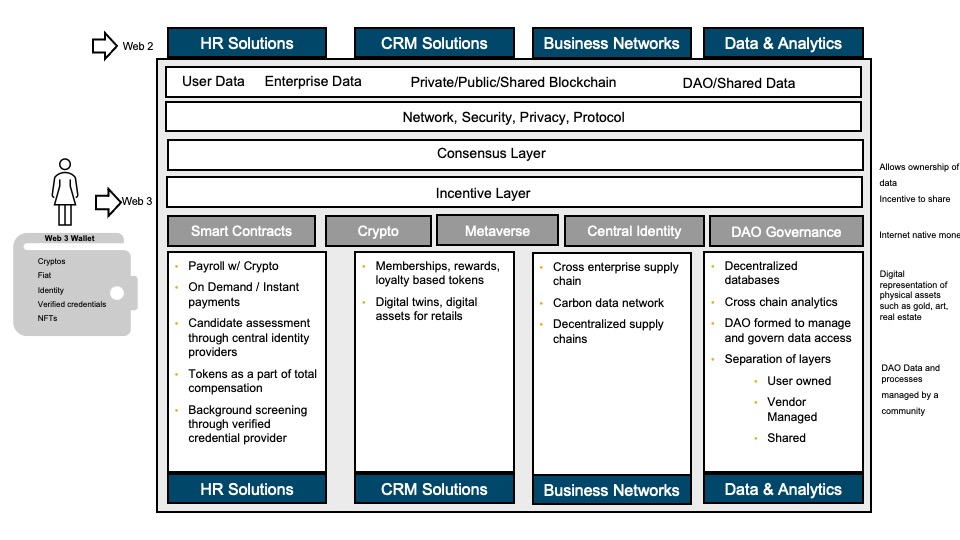 Web 2
HR Solutions
CRM Solutions
Business Networks
Data & Analytics
User Data
Enterprise Data
Private/Public/Shared Blockchain
DAO/Shared Data
Network, Security, Privacy, Protocol
Consensus Layer
Incentive Layer
Web 3
Web 3 Wallet
Cryptos
Fiat
Identity
Verified credentials
NFTs
Smart Contracts
Crypto
Metaverse
Central Identity
DAO Governance
• Payroll w/ Crypto
• On Demand / Instant
payments
• Candidate assessment
through central identity
providers
• Tokens as a part of total
compensation
• Background screening
through verified
credential provider
• Memberships, rewards,
loyalty based tokens
• Digital twins, digital
assets for retails
• Cross enterprise supply
chain
• Carbon data network
• Decentralized supply
chains
• Decentralized
databases
• Cross chain analytics
• DAO formed to manage
and govern data access
• Separation of layers
• User owned
• Vendor
Managed
• Shared
HR Solutions
CRM Solutions
Business Networks
Data & Analytics
Allows ownership of
data
Incentive to share
Internet native mone
Digital
representation of
physical assets
such as gold, art,
real estate
DAO Data and
processes
managed by a
community